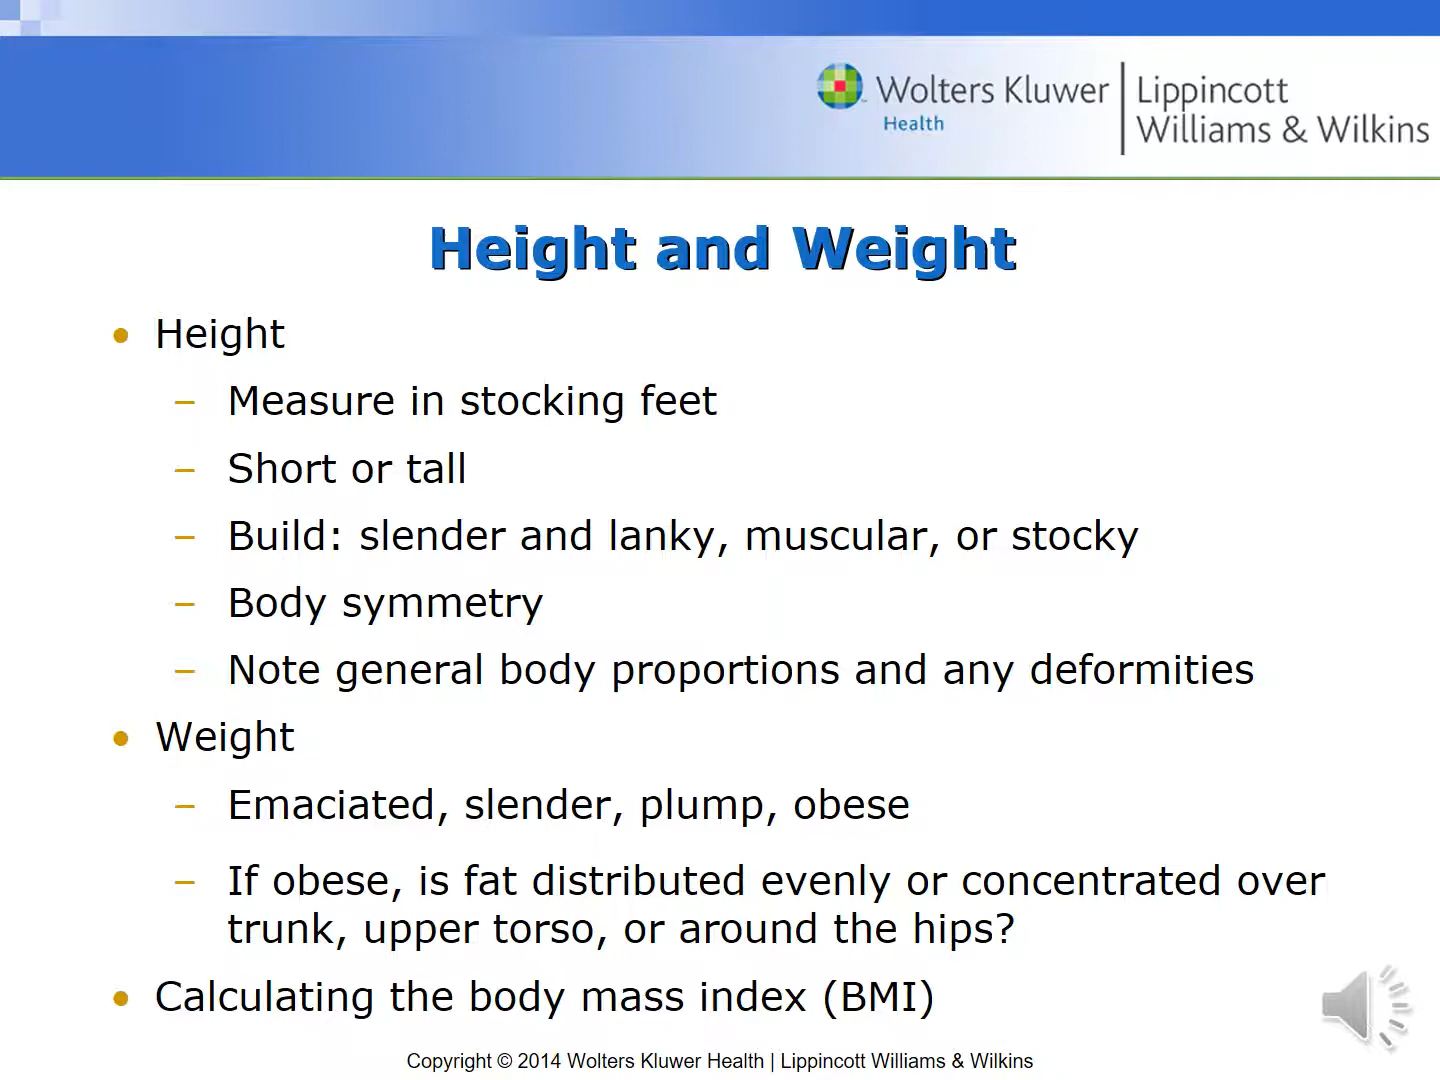 Wolters Kluwer
Health
Lippincott
Williams & Wilkins
Height and Weight
• Height
– Measure in stocking feet
– Short or tall
– Build: slender and lanky, muscular, or stocky
– Body symmetry
– Note general body proportions and any deformities
• Weight
– Emaciated, slender, plump, obese
– If obese, is fat distributed evenly or concentrated over
trunk, upper torso, or around the hips?
• Calculating the body mass index (BMI)
Copyright © 2014 Wolters Kluwer Health | Lippincott Williams & Wilkins